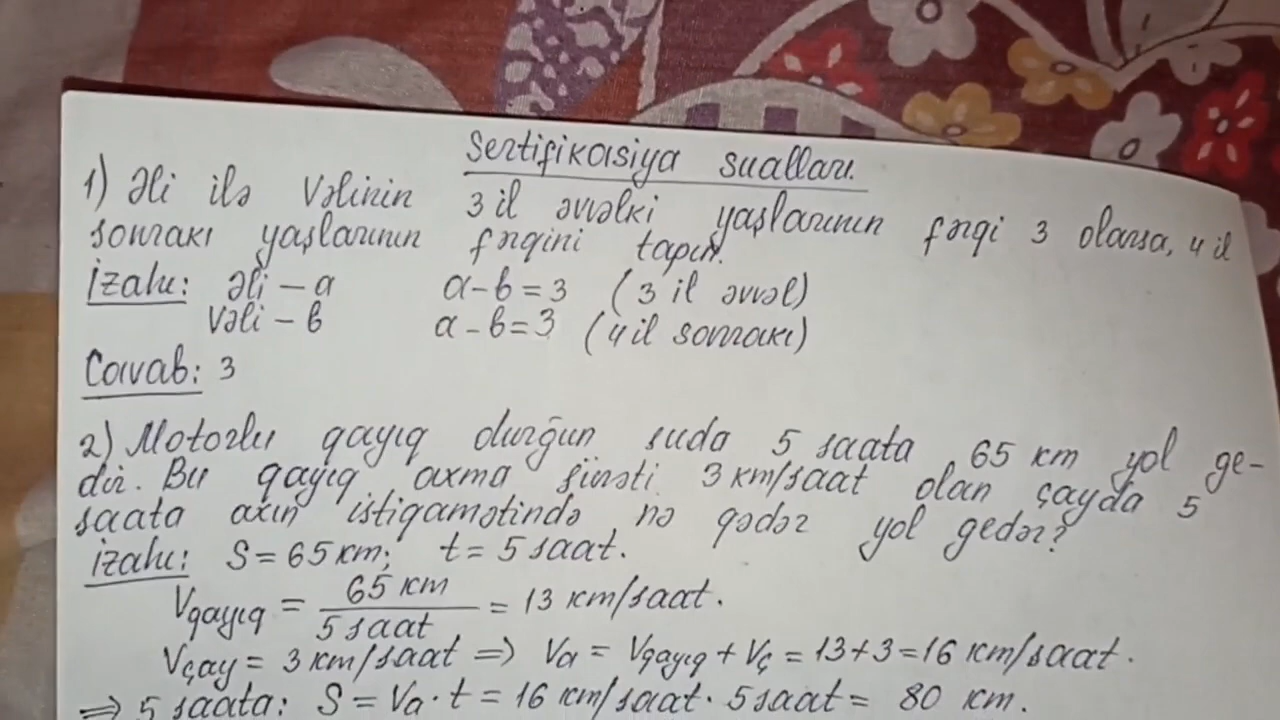 Sertifikasiya sualları.
1) Əli ilə Vəlinin 3 il əvvəlki yaşlarının fərqi 3 olarsa, 4 il
sonrakı yaşlarının fərqini tapın.
İzahı: Əli – a a – b = 3 (3 il əvvəl)
Vəli – b a – b = 3 (4 il sonrakı)
Cavab: 3
2) Motorlu qayıq durğun suda 5 saata 65 km yol ge-
dir. Bu qayıq axma sürəti 3 km/saat olan çayda 5
saata axın istiqamətində nə qədər yol gedər?
İzahı: S = 65 km; t = 5 saat.
Vqayıq = 65 km / 5 saat = 13 km/saat.
Vçay = 3 km/saat ⇒ Va = Vqayıq + Vç = 13+3=16 km/saat.
⇒ 5 saata: S = Va · t = 16 km/saat · 5 saat = 80 km.